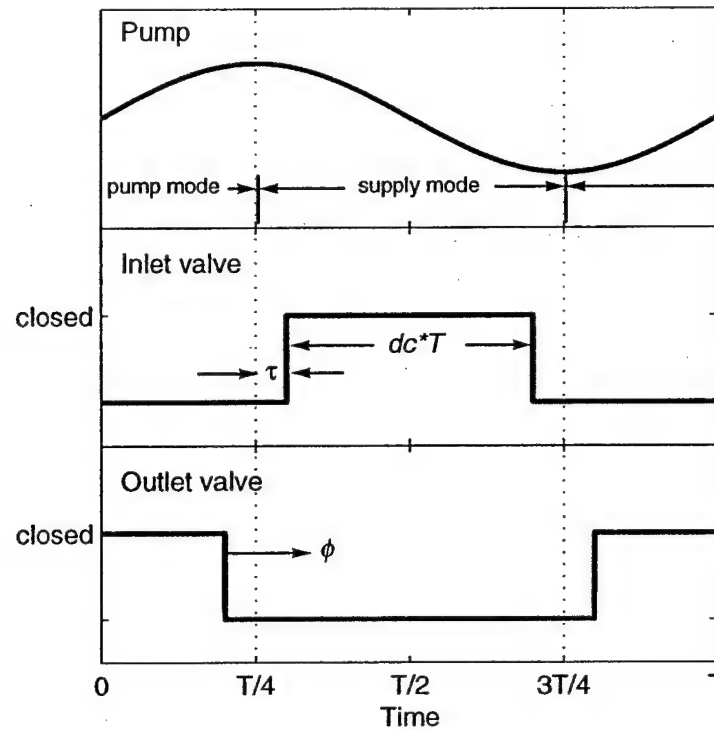 Pump
pump mode
supply mode
Inlet valve
closed
dc*T
τ
Outlet valve
closed
ϕ
0 T/4 T/2 3T/4
Time